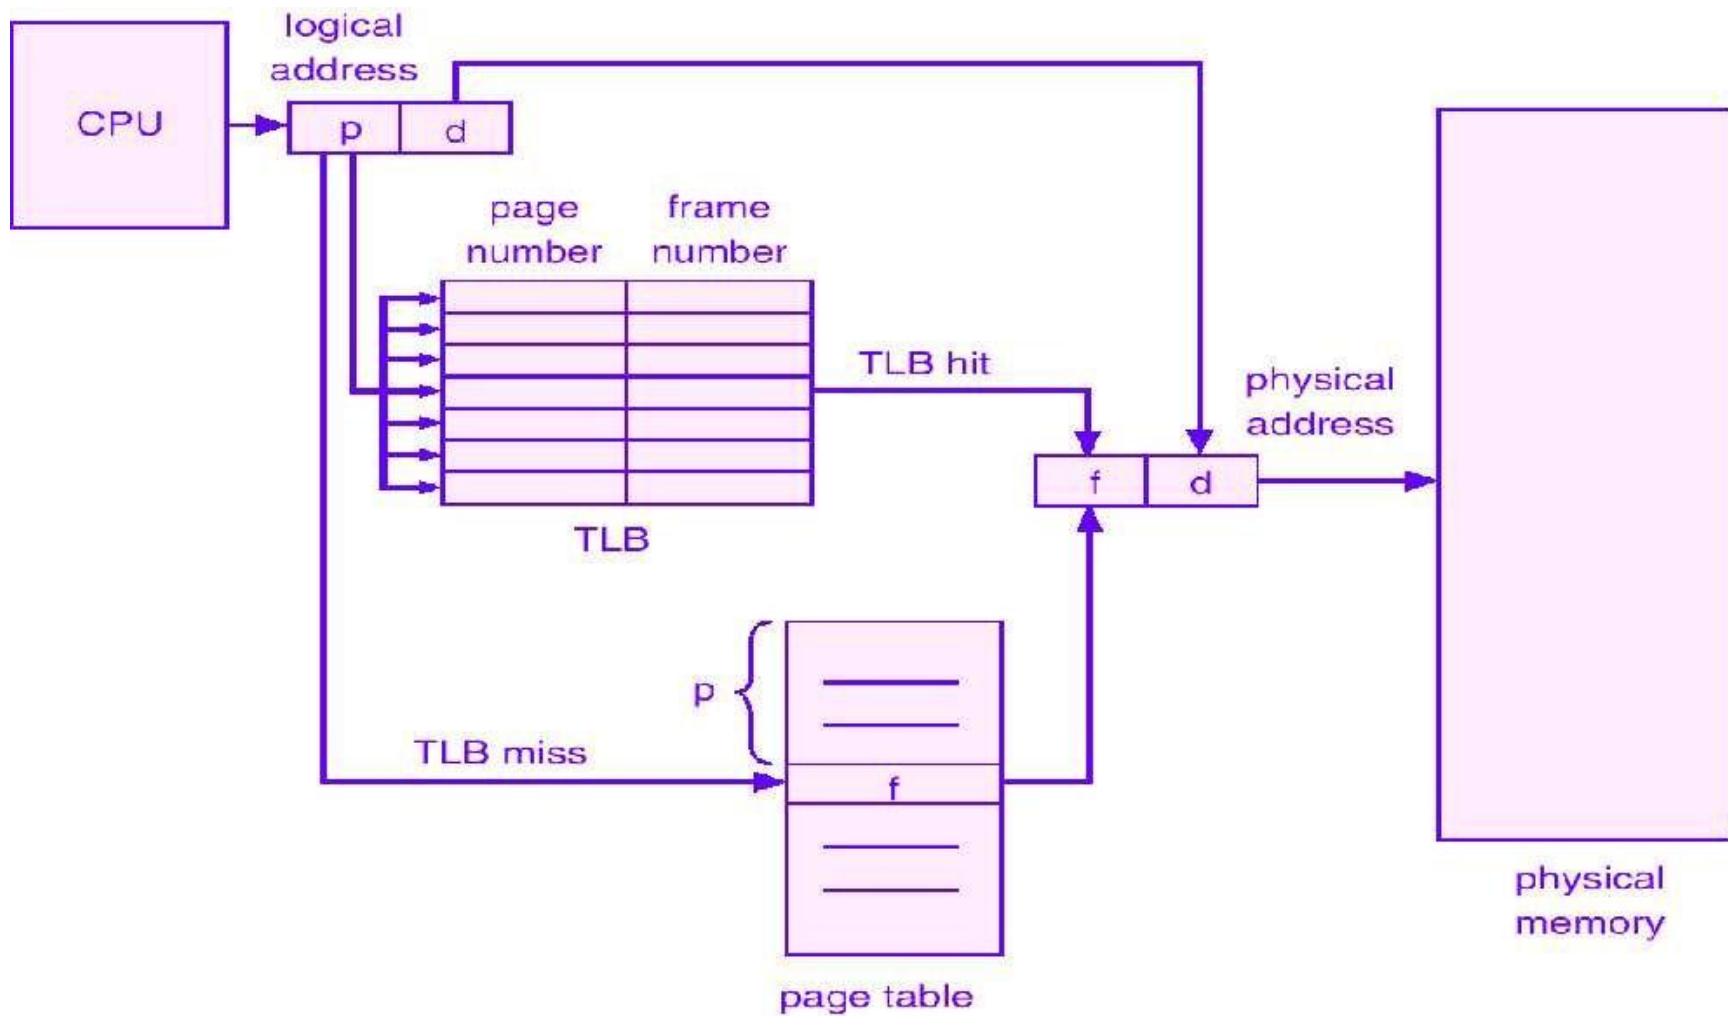 logical
address
CPU
p
d
page
number
frame
number
TLB hit
TLB
physical
address
f
d
p
TLB miss
f
page table
physical
memory